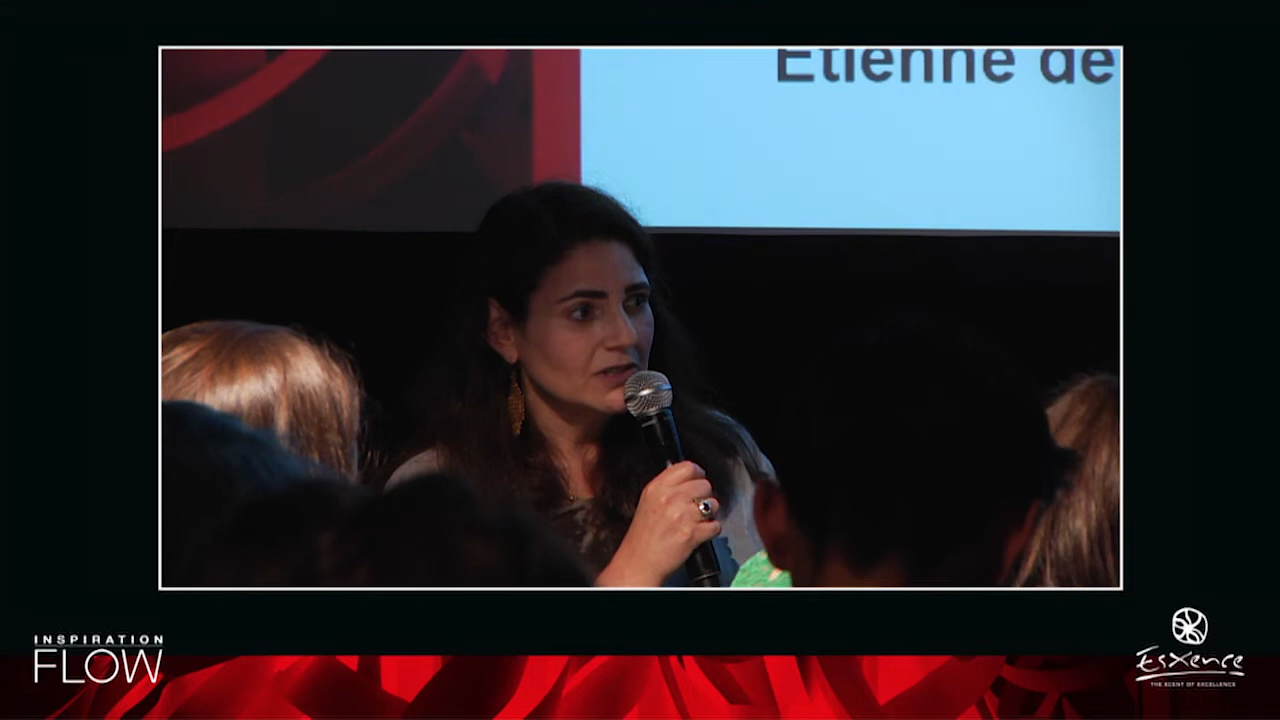 Etienne de
INSPIRATION
FLOW
Esxence
THE SCENT OF EXCELLENCE